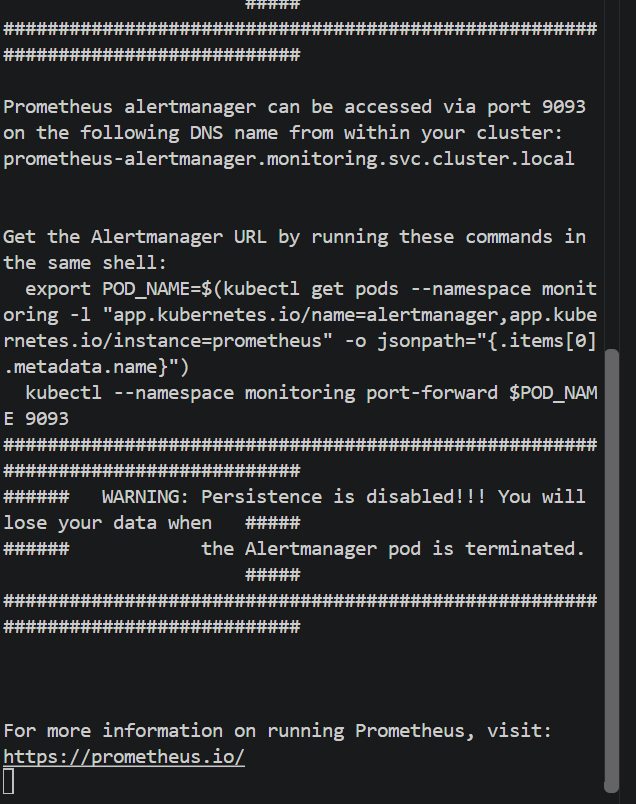 #####
######################################################
###########################
Prometheus alertmanager can be accessed via port 9093
on the following DNS name from within your cluster:
prometheus-alertmanager.monitoring.svc.cluster.local
Get the Alertmanager URL by running these commands in
the same shell:
  export POD_NAME=$(kubectl get pods --namespace monit
oring -l "app.kubernetes.io/name=alertmanager,app.kube
rnetes.io/instance=prometheus" -o jsonpath="{.items[0]
.metadata.name}")
  kubectl --namespace monitoring port-forward $POD_NAM
E 9093
######################################################
###########################
######   WARNING: Persistence is disabled!!! You will
lose your data when   #####
######            the Alertmanager pod is terminated.
                      #####
######################################################
###########################
For more information on running Prometheus, visit:
https://prometheus.io/